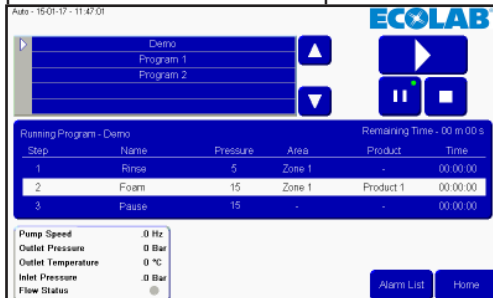 Auto - 15-01-17 - 11:47:01
ECOLAB
Demo
Program 1
Program 2
Running Program - Demo Remaining Time - 00 m 00 s
Step Name Pressure Area Product Time
1 Rinse 5 Zone 1 - 00:00:00
2 Foam 15 Zone 1 Product 1 00:00:00
3 Pause 15 - - 00:00:00
Pump Speed .0 Hz
Outlet Pressure 0 Bar
Outlet Temperature 0 °C
Inlet Pressure .0 Bar
Flow Status
Alarm List Home